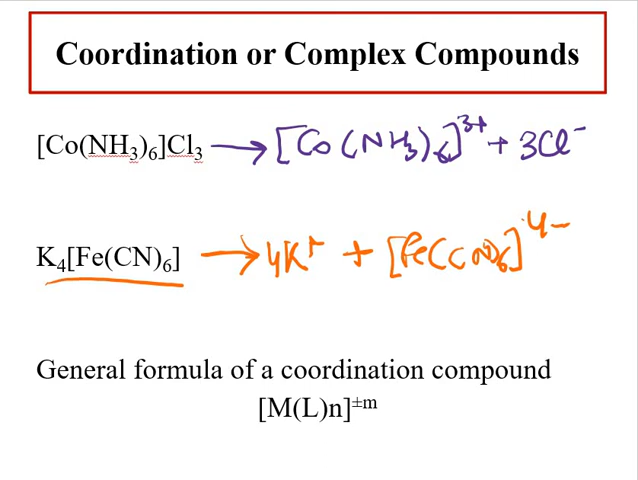 Coordination or Complex Compounds
[Co(NH₃)₆]Cl₃ → [Co(NH₃)₆]³⁺ + 3Cl⁻
K₄[Fe(CN)₆] → 4K⁺ + [Fe(CN)₆]⁴⁻
General formula of a coordination compound
[M(L)n]±ᵐ